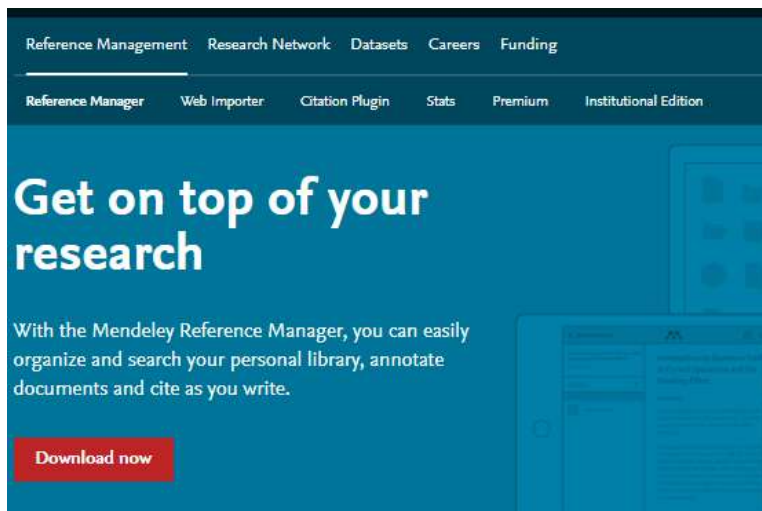 Reference Management Research Network Datasets Careers Funding
Reference Manager Web Importer Citation Plugin Stats Premium Institutional Edition
Get on top of your
research
With the Mendeley Reference Manager, you can easily
organize and search your personal library, annotate
documents and cite as you write.
Download now